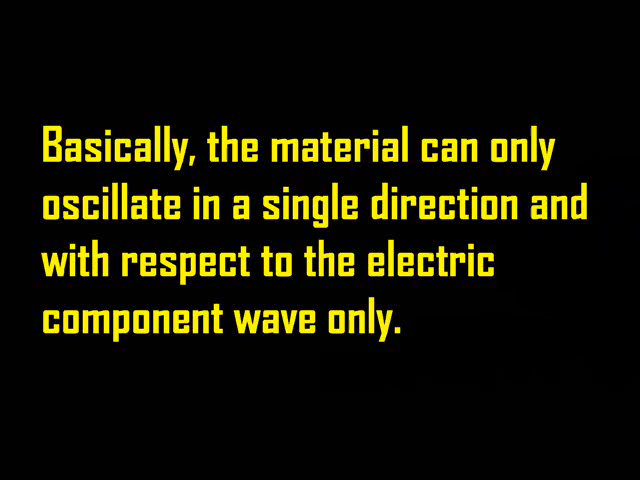 Basically, the material can only
oscillate in a single direction and
with respect to the electric
component wave only.